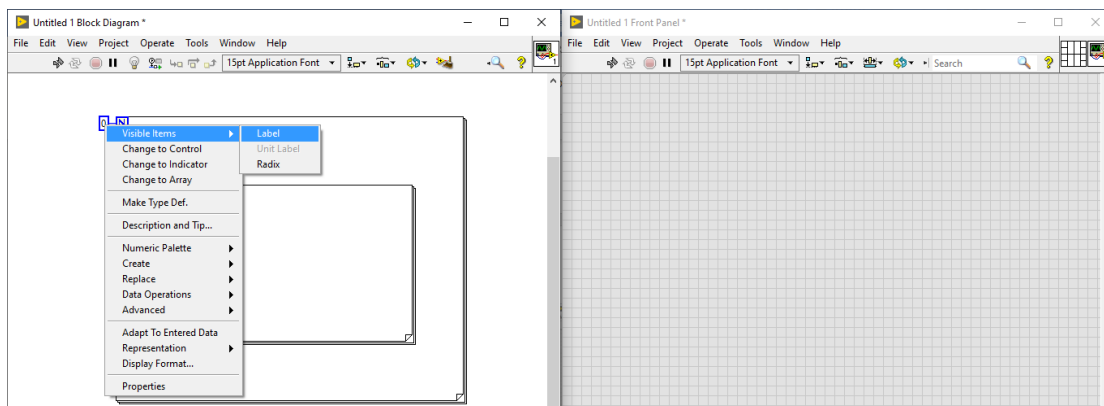 Untitled 1 Block Diagram *
File Edit View Project Operate Tools Window Help
15pt Application Font
1
0 N
Visible Items
Label
Change to Control
Unit Label
Change to Indicator
Radix
Change to Array
Make Type Def.
Description and Tip...
Numeric Palette
Create
Replace
Data Operations
Advanced
Adapt To Entered Data
Representation
Display Format...
Properties
Untitled 1 Front Panel *
File Edit View Project Operate Tools Window Help
15pt Application Font
Search